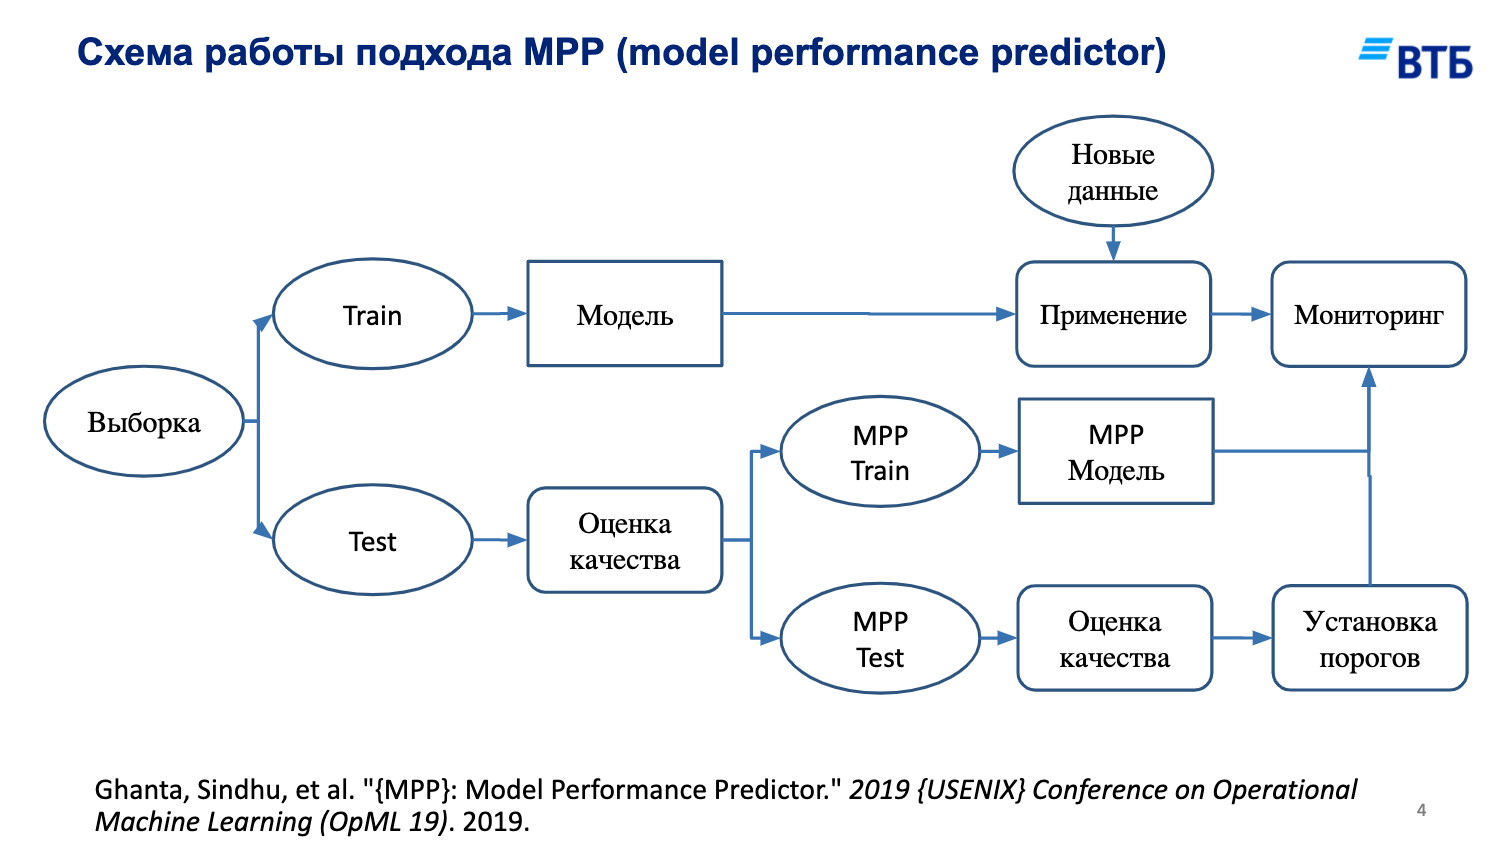 Схема работы подхода MPP (model performance predictor)
ВТБ
Новые
данные
Train
Модель
Применение
Мониторинг
Выборка
MPP
Train
MPP
Модель
Test
Оценка
качества
MPP
Test
Оценка
качества
Установка
порогов
Ghanta, Sindhu, et al. "{MPP}: Model Performance Predictor." 2019 {USENIX} Conference on Operational
Machine Learning (OpML 19). 2019.
4